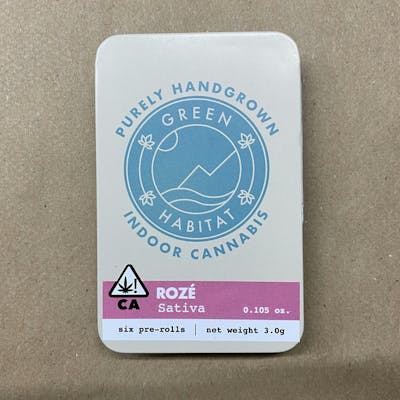 PURELY HANDGROWN
GREEN
HABITAT
INDOOR CANNABIS
!
CA
ROZÉ
Sativa
0.105 oz.
six pre-rolls | net weight 3.0g